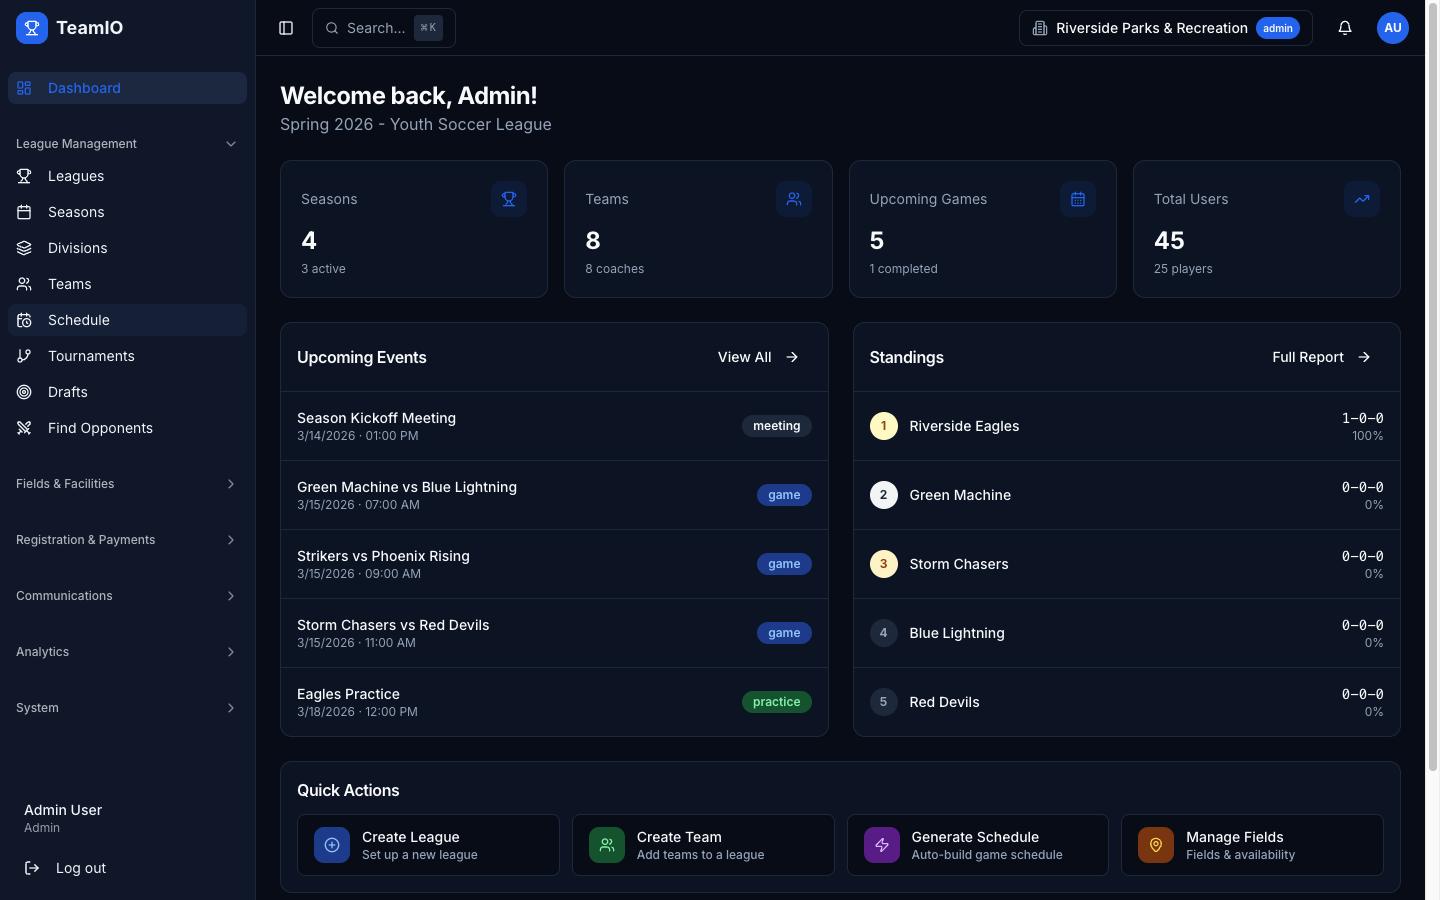 TeamIO
Search...
⌘K
Riverside Parks & Recreation
admin
AU
Dashboard
League Management
Leagues
Seasons
Divisions
Teams
Schedule
Tournaments
Drafts
Find Opponents
Fields & Facilities
Registration & Payments
Communications
Analytics
System
Admin User
Admin
Log out
Welcome back, Admin!
Spring 2026 - Youth Soccer League
Seasons
4
3 active
Teams
8
8 coaches
Upcoming Games
5
1 completed
Total Users
45
25 players
Upcoming Events
View All
Season Kickoff Meeting
3/14/2026 · 01:00 PM
meeting
Green Machine vs Blue Lightning
3/15/2026 · 07:00 AM
game
Strikers vs Phoenix Rising
3/15/2026 · 09:00 AM
game
Storm Chasers vs Red Devils
3/15/2026 · 11:00 AM
game
Eagles Practice
3/18/2026 · 12:00 PM
practice
Standings
Full Report
1
Riverside Eagles
1-0-0
100%
2
Green Machine
0-0-0
0%
3
Storm Chasers
0-0-0
0%
4
Blue Lightning
0-0-0
0%
5
Red Devils
0-0-0
0%
Quick Actions
Create League
Set up a new league
Create Team
Add teams to a league
Generate Schedule
Auto-build game schedule
Manage Fields
Fields & availability